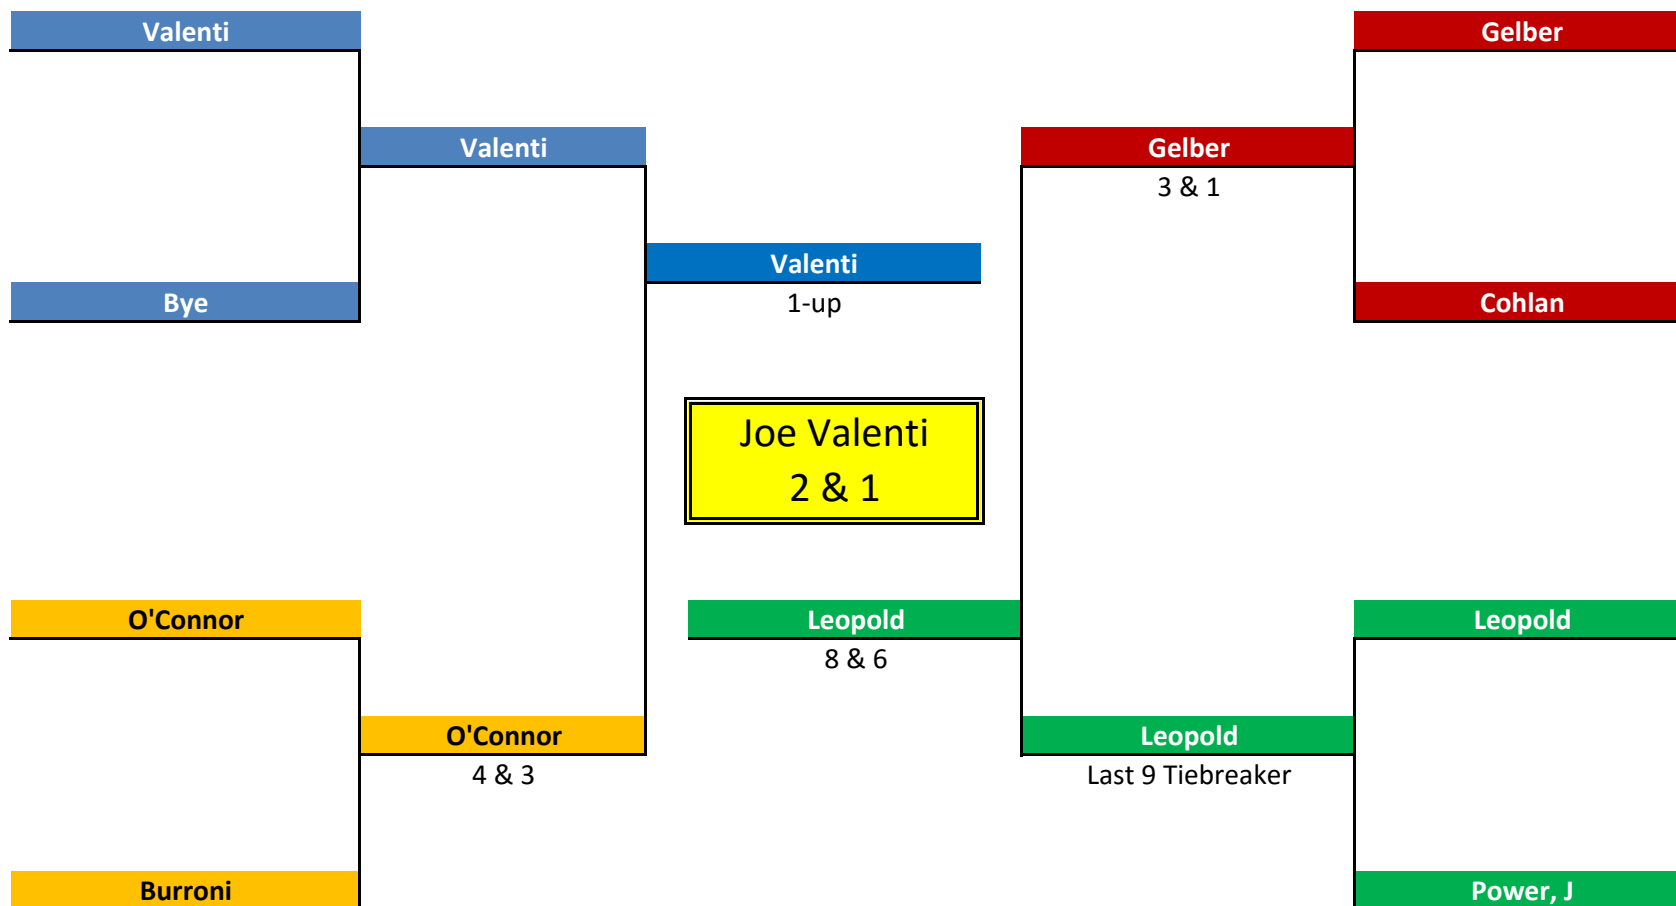 Valenti
Gelber
Valenti
Gelber
3 & 1
Valenti
1-up
Bye
Cohlan
Joe Valenti
2 & 1
O'Connor
Leopold
8 & 6
Leopold
O'Connor
4 & 3
Leopold
Last 9 Tiebreaker
Burroni
Power, J